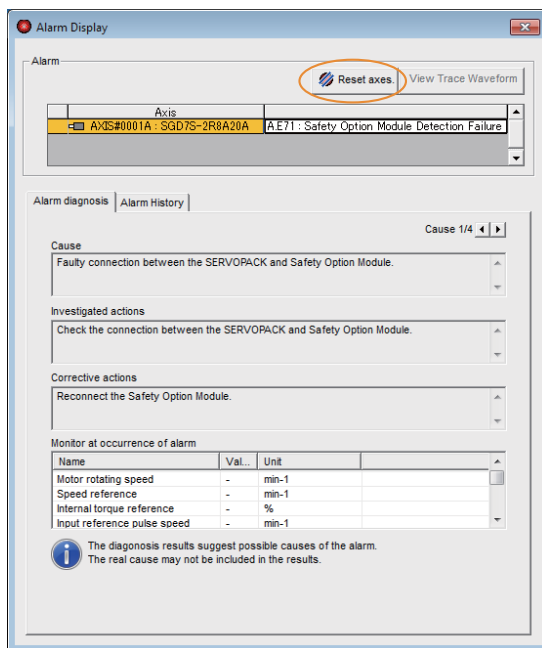 Alarm Display
Alarm
Reset axes.
View Trace Waveform
Axis
AXIS#0001A : SGD7S-2R8A20A
A.E71 : Safety Option Module Detection Failure
Alarm diagnosis
Alarm History
Cause 1/4
Cause
Faulty connection between the SERVOPACK and Safety Option Module.
Investigated actions
Check the connection between the SERVOPACK and Safety Option Module.
Corrective actions
Reconnect the Safety Option Module.
Monitor at occurrence of alarm
Name Val... Unit
Motor rotating speed - min-1
Speed reference - min-1
Internal torque reference - %
Input reference pulse speed - min-1
The diagonosis results suggest possible causes of the alarm.
The real cause may not be included in the results.